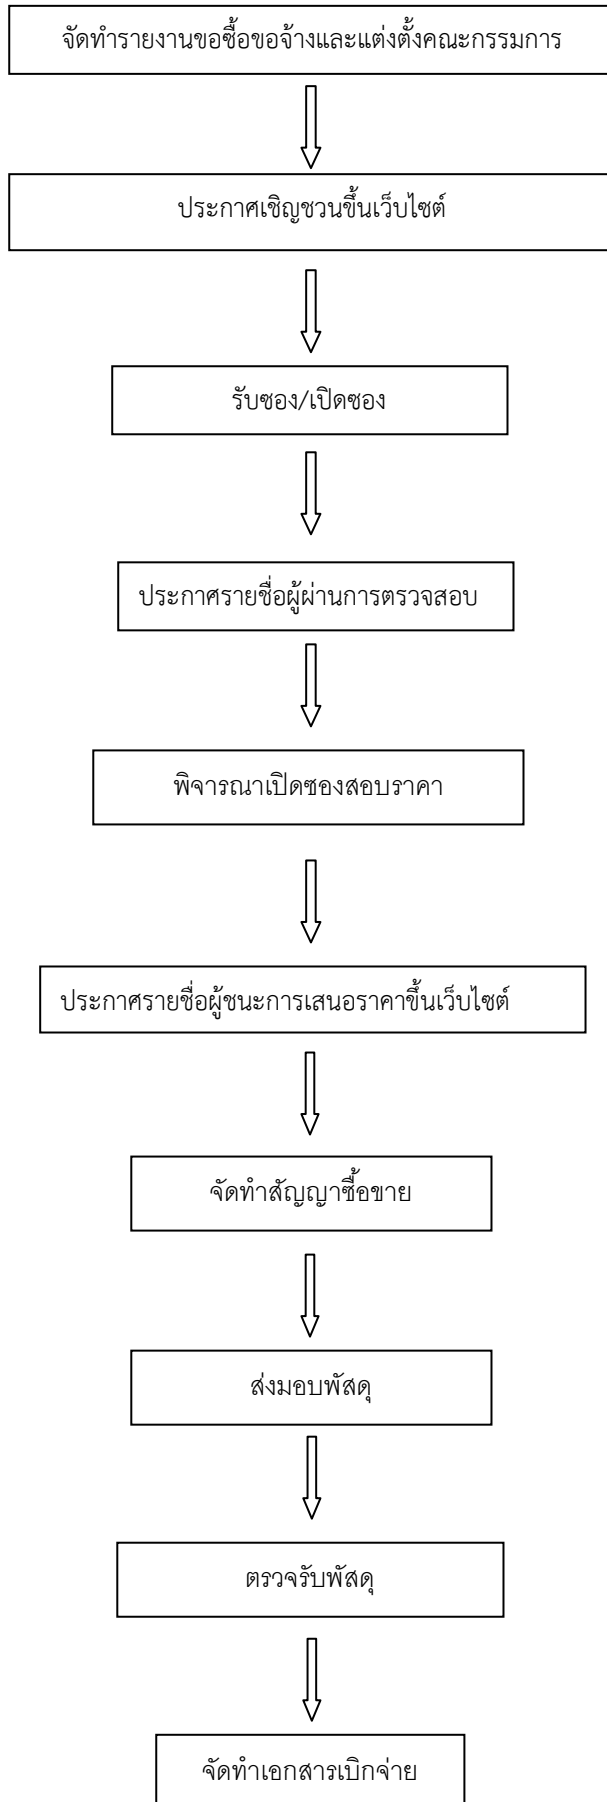 จัดทำรายงานขอซื้อขอจ้างและแต่งตั้งคณะกรรมการ
ประกาศเชิญชวนขึ้นเว็บไซต์
รับซอง/เปิดซอง
ประกาศรายชื่อผู้ผ่านการตรวจสอบ
พิจารณาเปิดซองสอบราคา
ประกาศรายชื่อผู้ชนะการเสนอราคาขึ้นเว็บไซต์
จัดทำสัญญาซื้อขาย
ส่งมอบพัสดุ
ตรวจรับพัสดุ
จัดทำเอกสารเบิกจ่าย